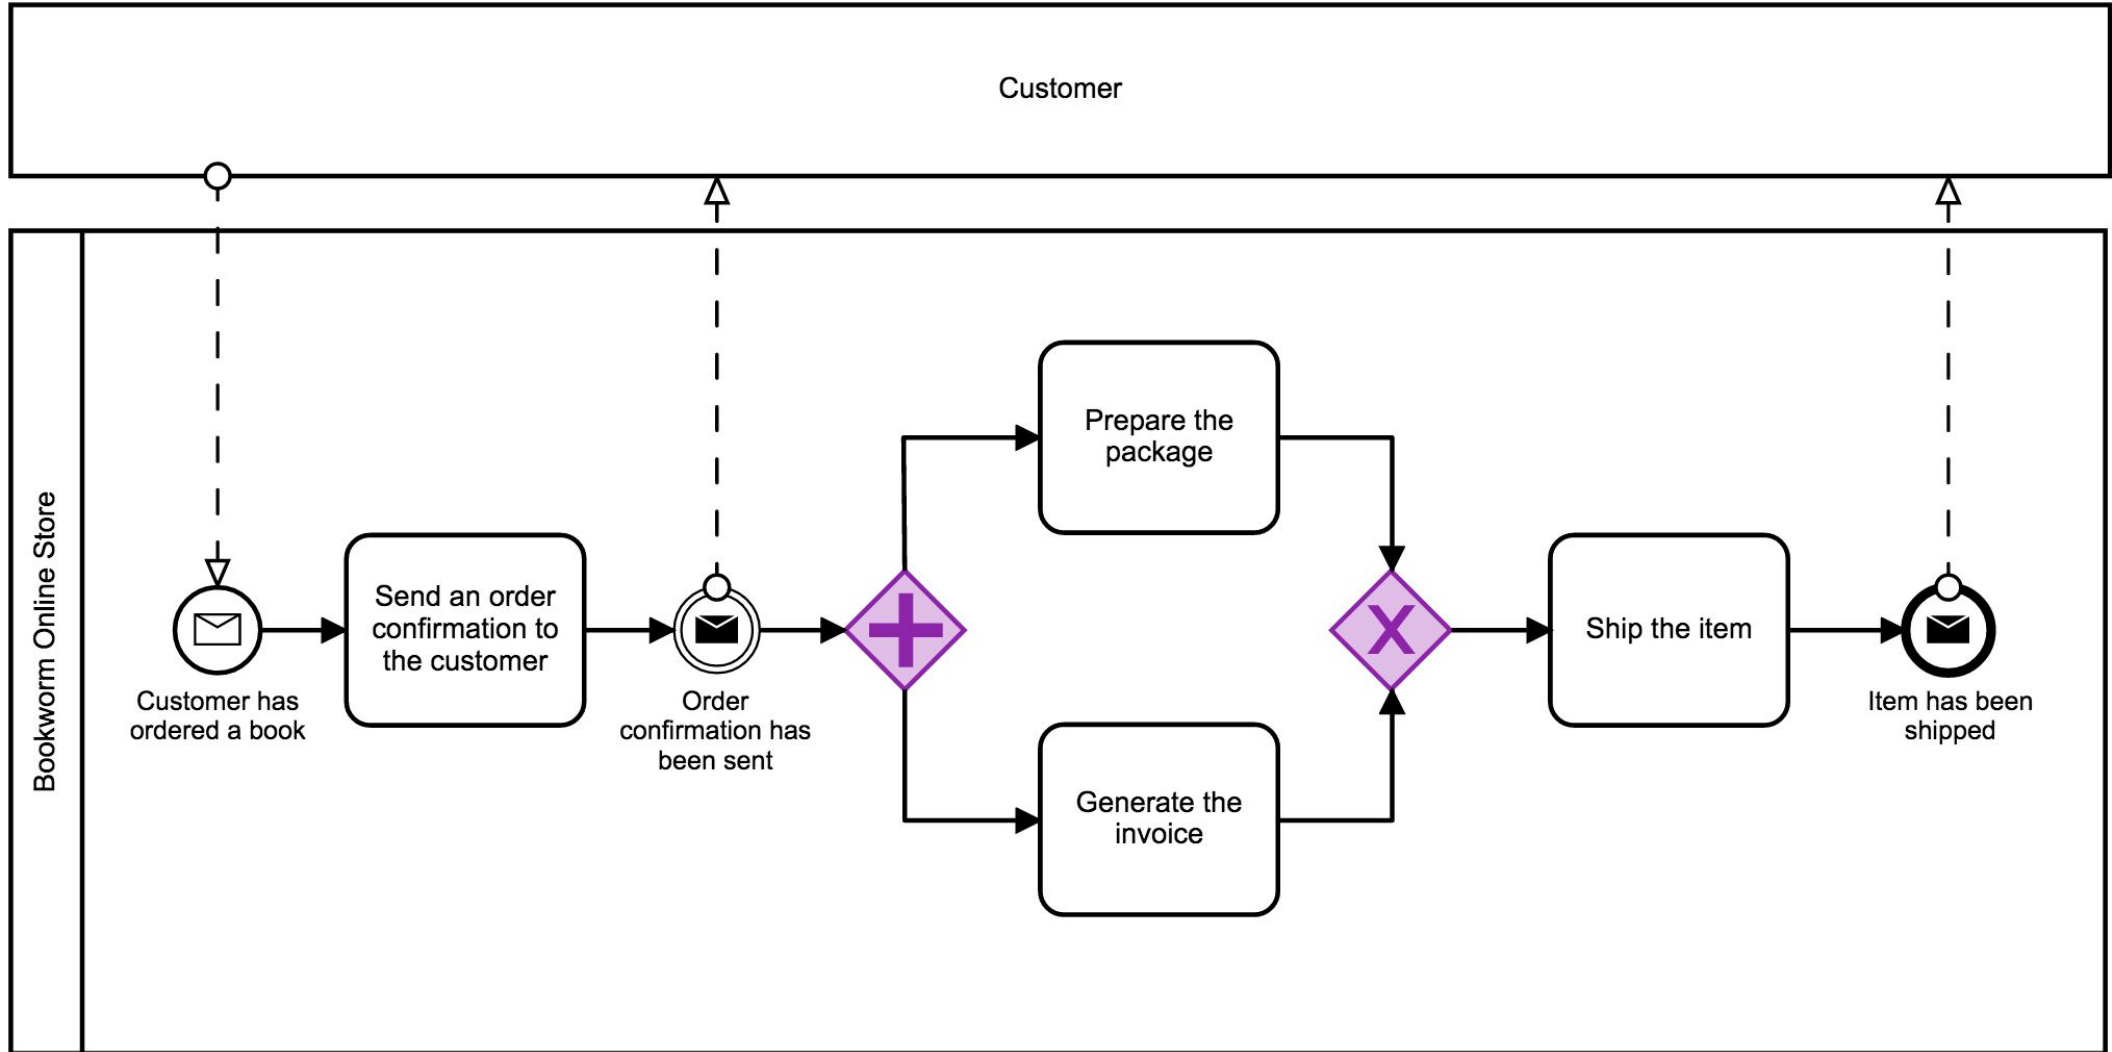 Customer
Bookworm Online Store
Customer has
ordered a book
Send an order
confirmation to
the customer
Order
confirmation has
been sent
Prepare the
package
Generate the
invoice
X
Ship the item
Item has been
shipped